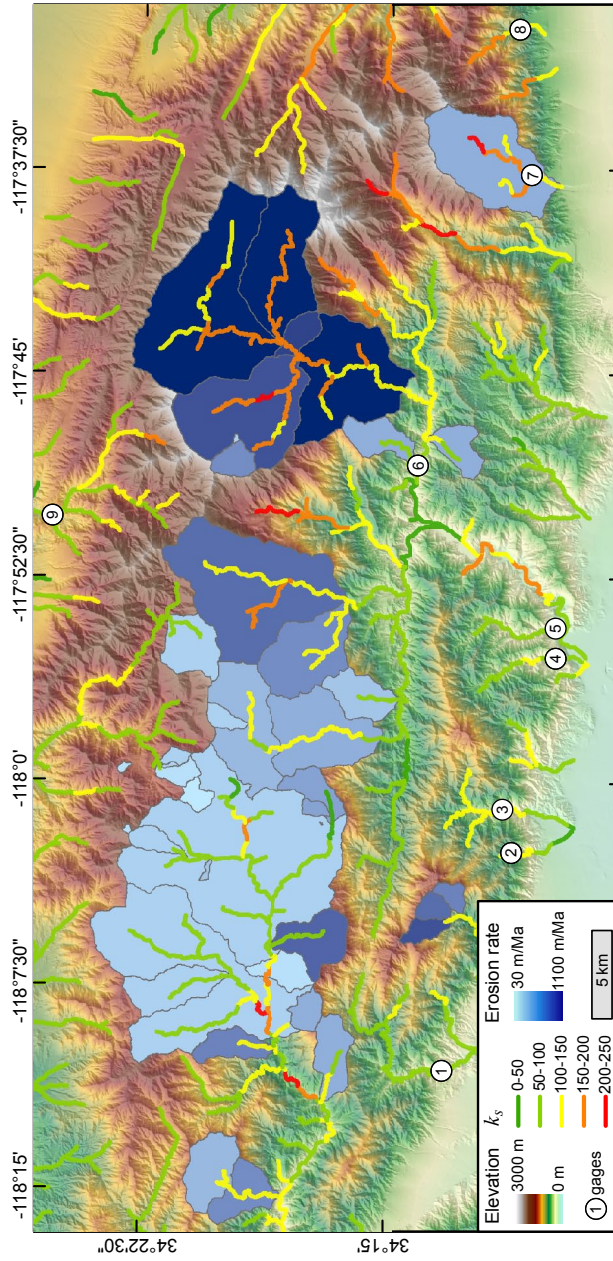 -118°15'
-118°7'30"
-118°0'
-117°52'30"
-117°45'
-117°37'30"
34°22'30"
34°15'
1
2
3
4
5
6
7
8
9
Elevation
3000 m
0 m
1 gages
ks
0-50
50-100
100-150
150-200
200-250
Erosion rate
30 m/Ma
1100 m/Ma
5 km